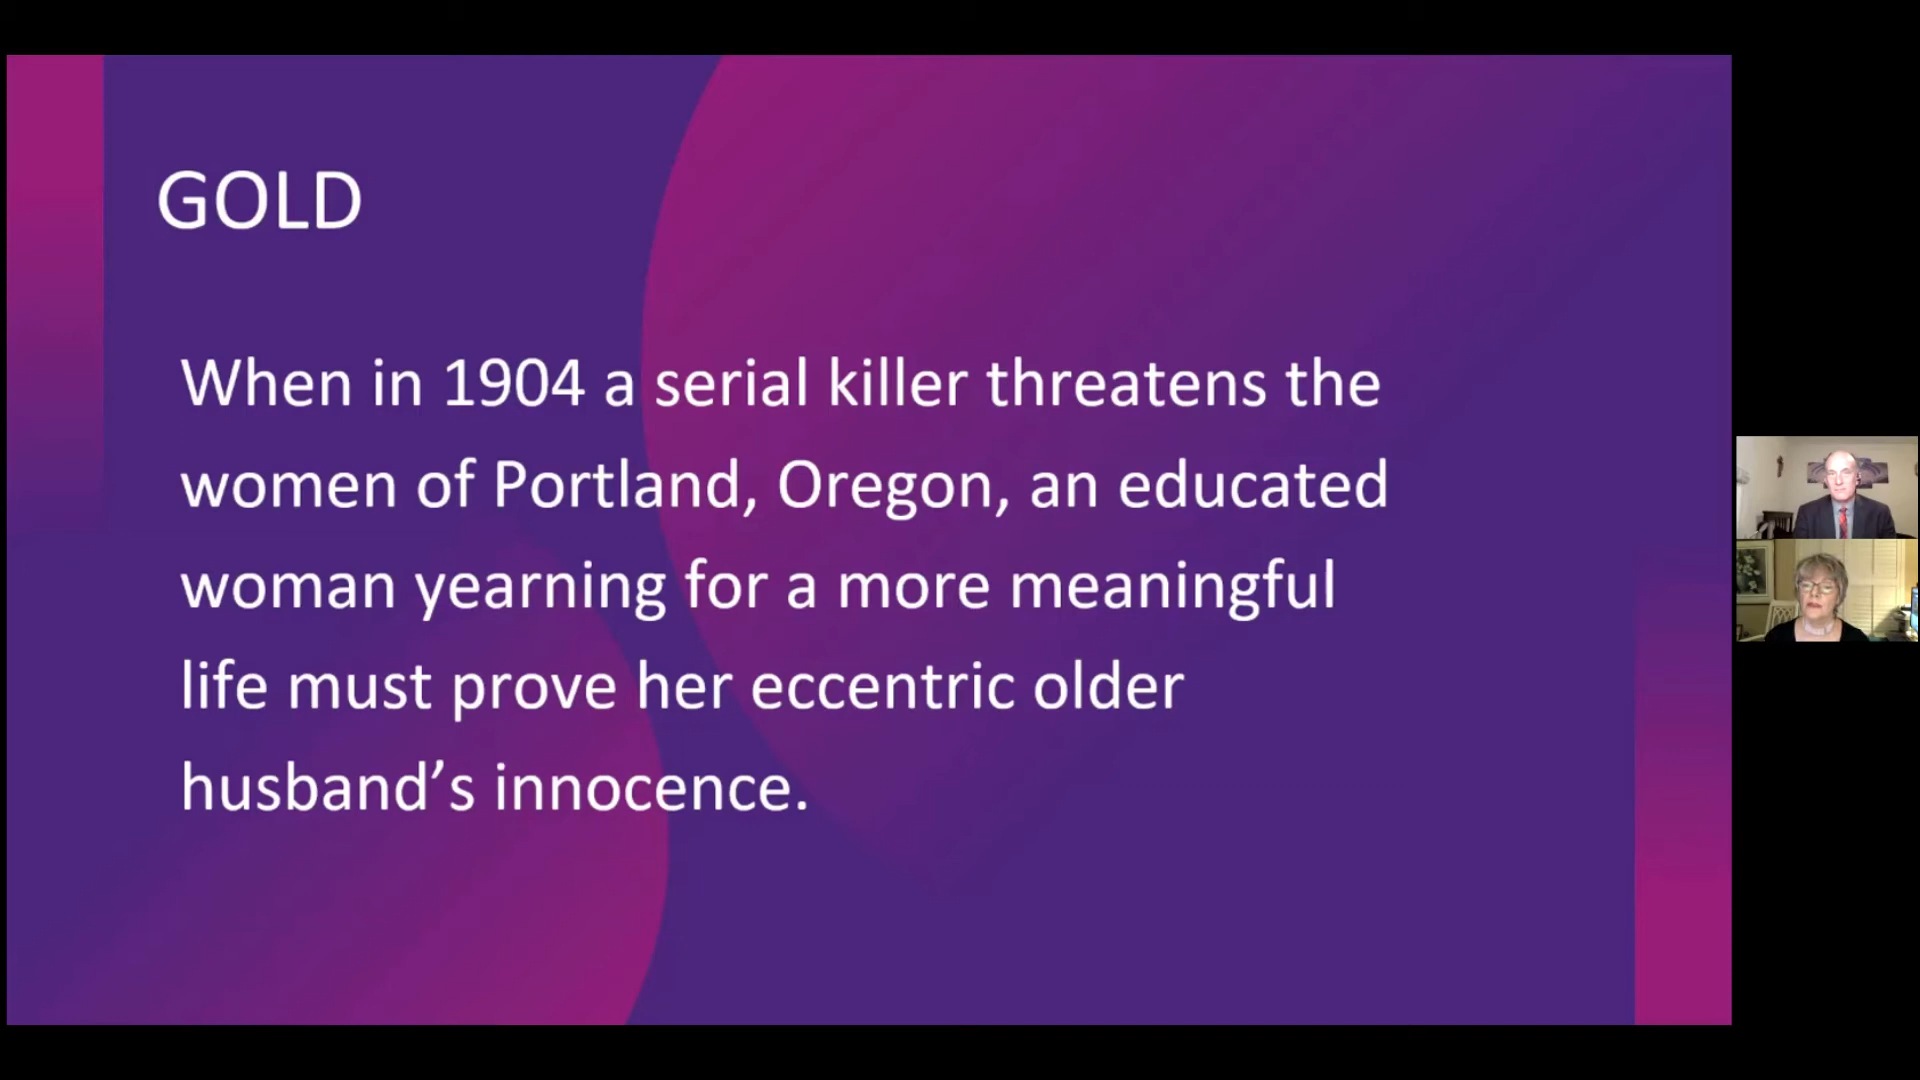 GOLD
When in 1904 a serial killer threatens the
women of Portland, Oregon, an educated
woman yearning for a more meaningful
life must prove her eccentric older
husband’s innocence.